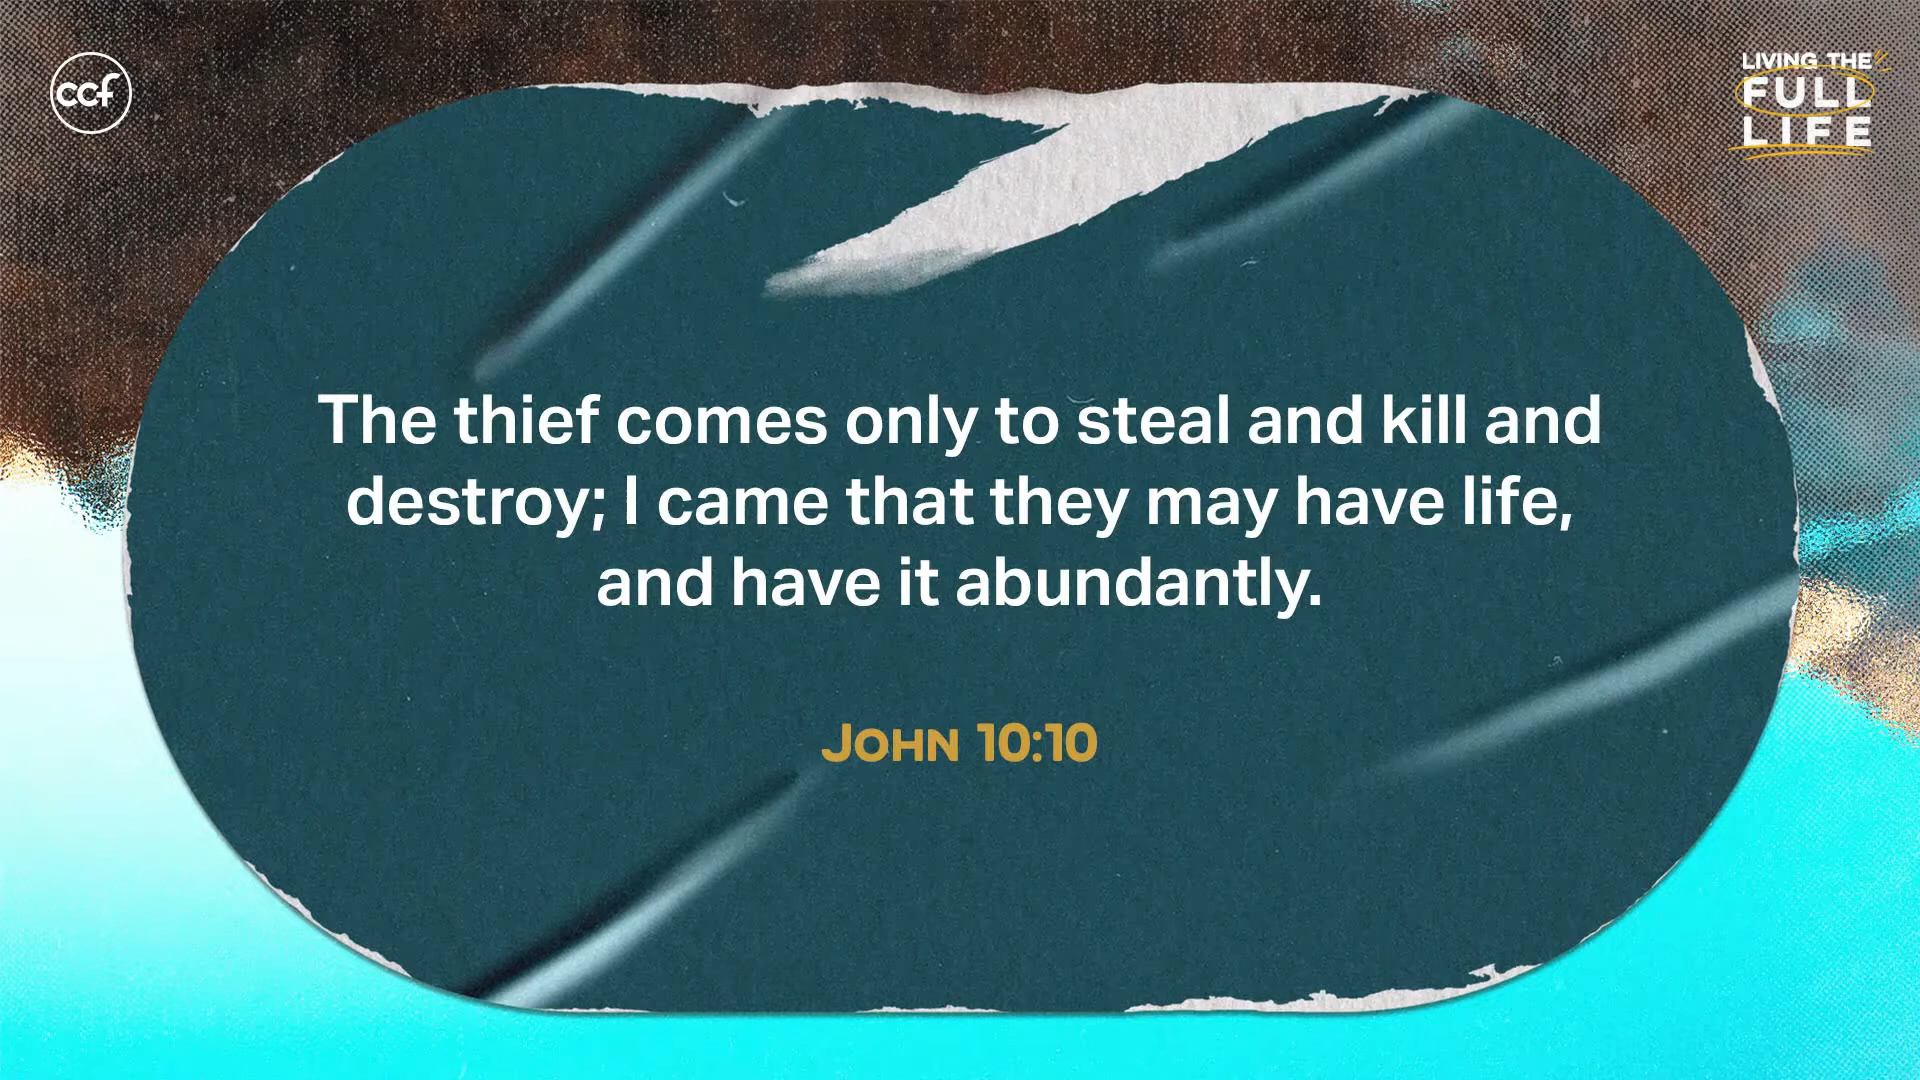 ccf
LIVING THE
FULL
LIFE
The thief comes only to steal and kill and
destroy; I came that they may have life,
and have it abundantly.
JOHN 10:10